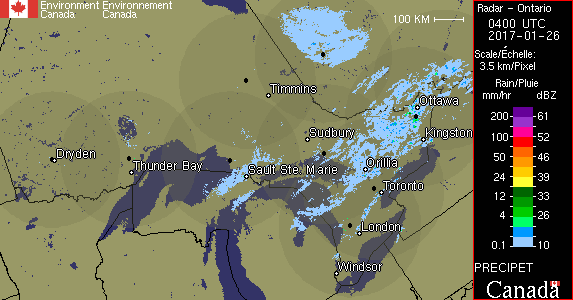 Environment Environnement
Canada Canada
100 KM
Timmins
Ottawa
Sudbury
Kingston
Dryden
Thunder Bay
Sault Ste. Marie
Orillia
Toronto
London
Windsor
Radar - Ontario
0400 UTC
2017-01-26
Scale/Échelle:
3.5 km/Pixel
Rain/Pluie
mm/hr dBZ
200 61
100 52
50 46
24 39
12 33
4 26
1 20
0.1 10
PRECIPET
Canada